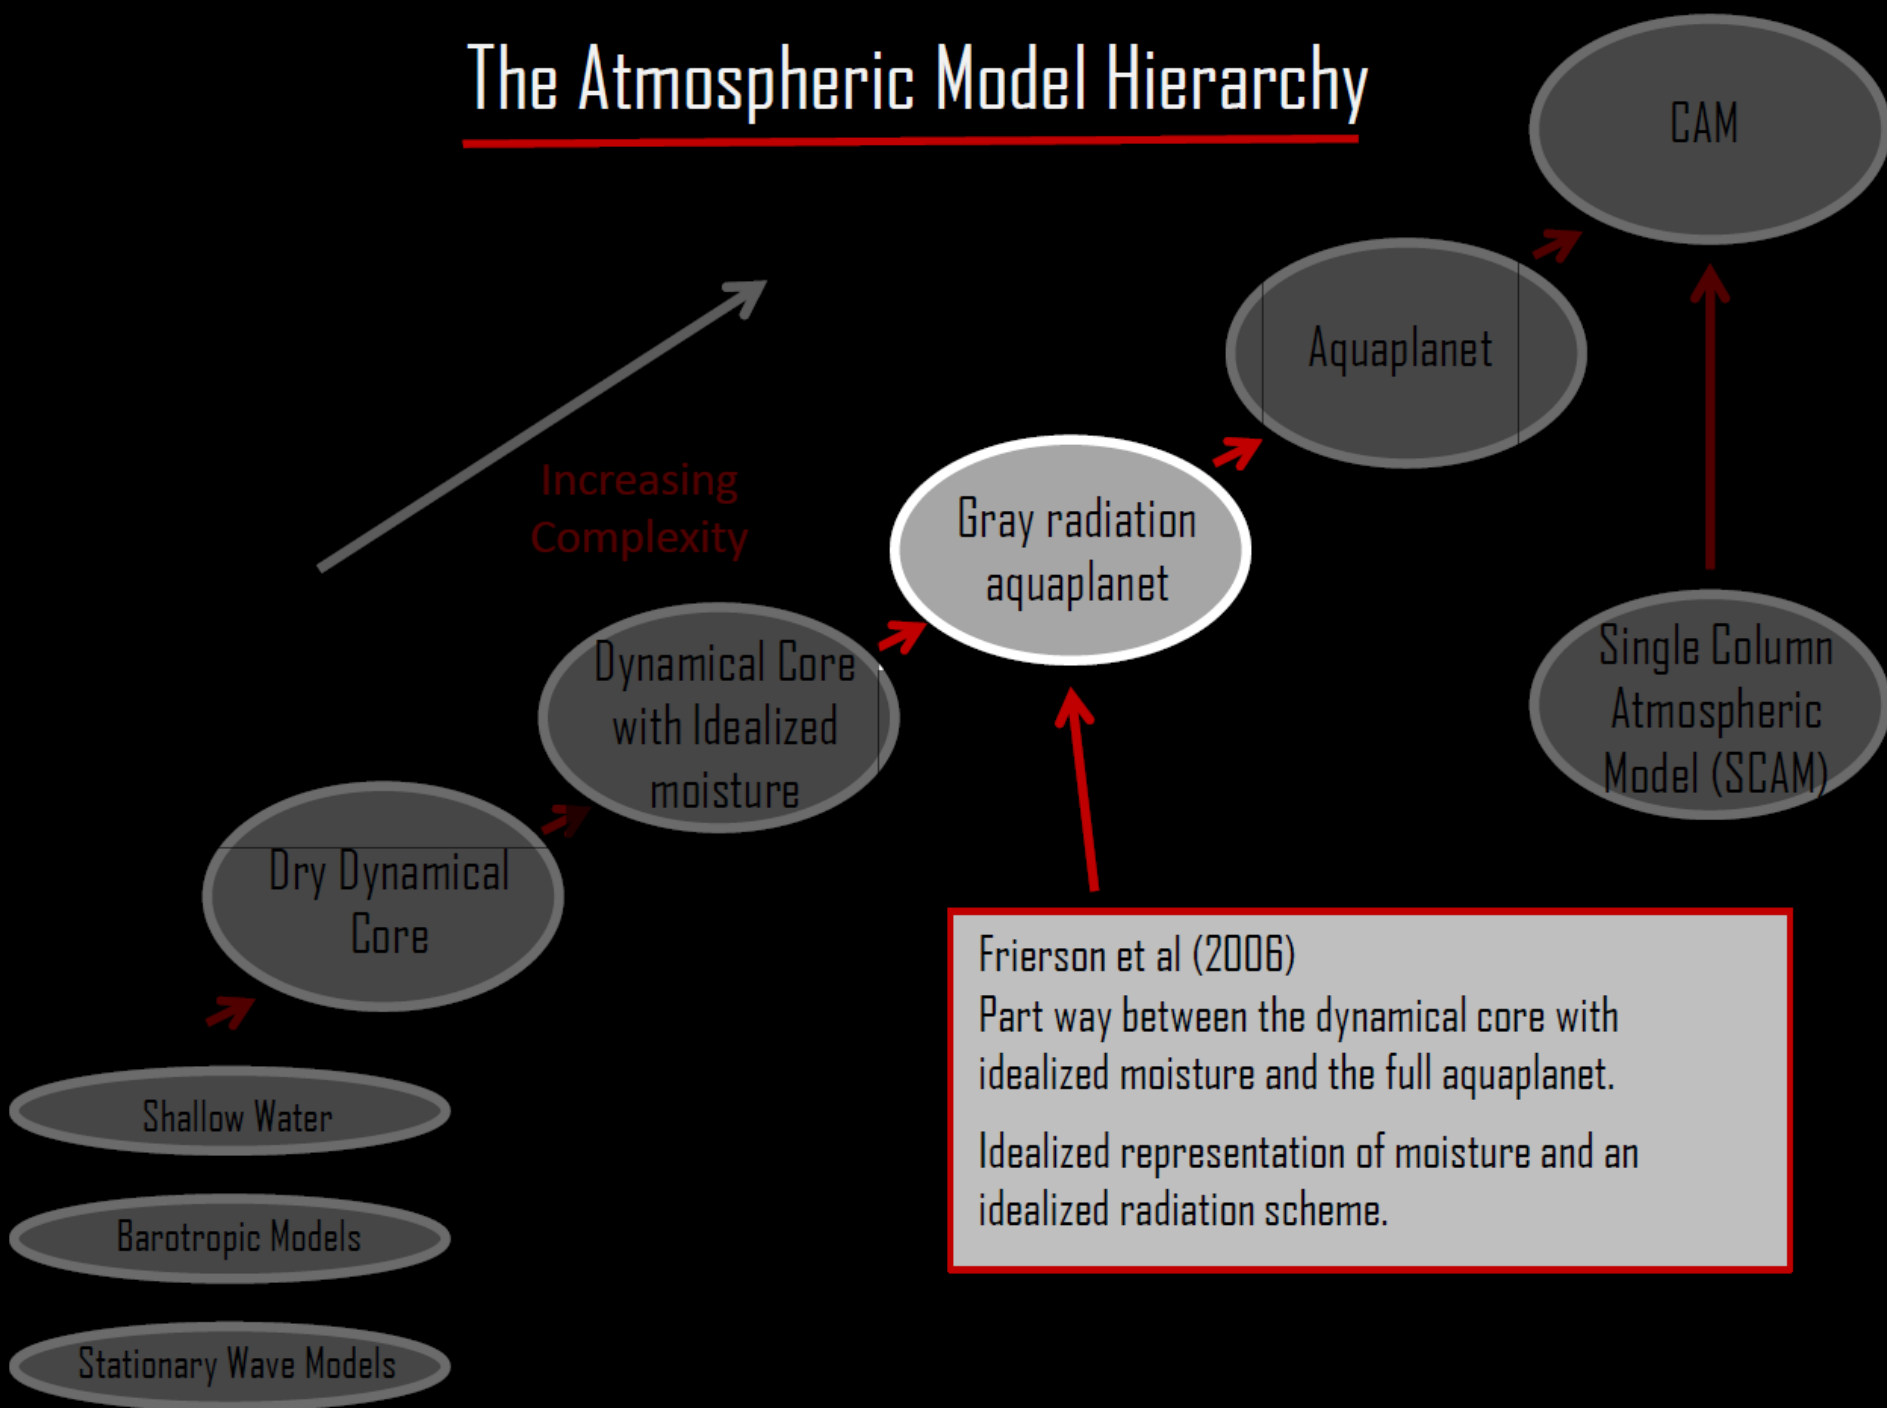 The Atmospheric Model Hierarchy
CAM
Aquaplanet
Increasing
Complexity
Gray radiation
aquaplanet
Dynamical Core
with Idealized
moisture
Single Column
Atmospheric
Model (SCAM)
Dry Dynamical
Core
Frierson et al (2006)
Part way between the dynamical core with
idealized moisture and the full aquaplanet.
Idealized representation of moisture and an
idealized radiation scheme.
Shallow Water
Barotropic Models
Stationary Wave Models